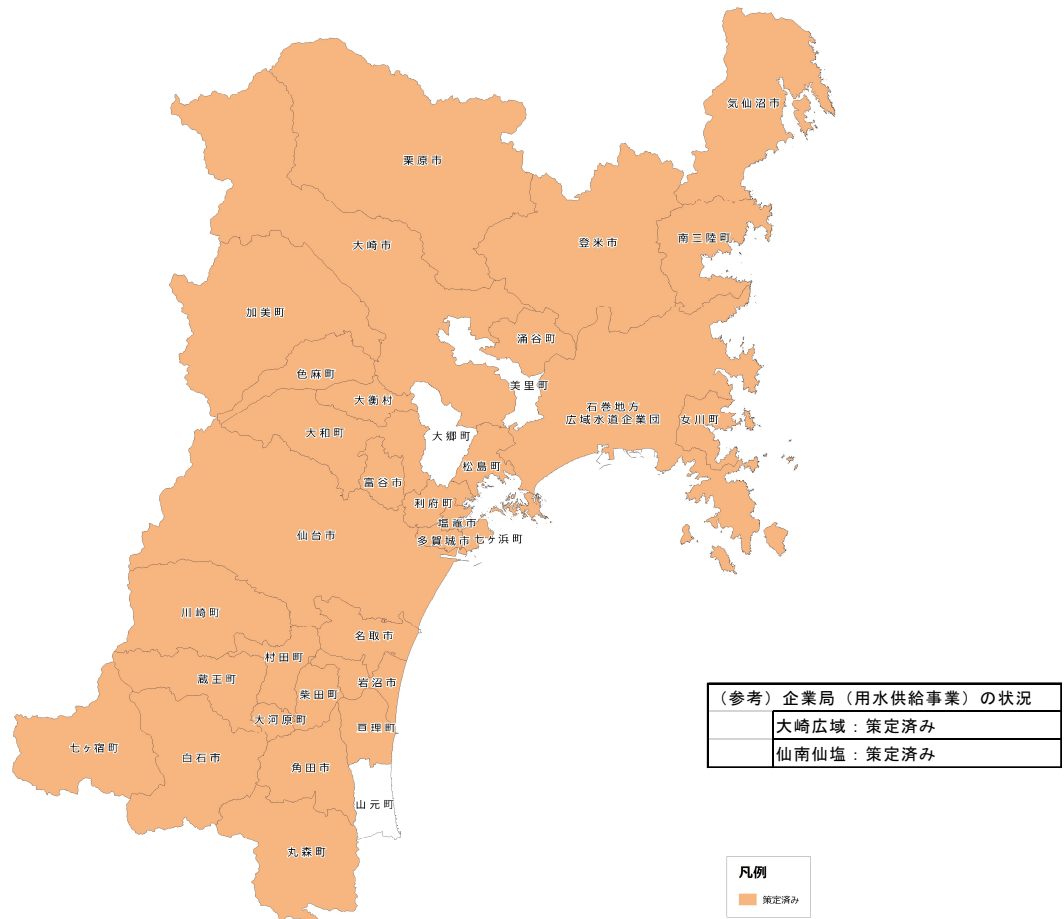 気仙沼市
栗原市
登米市
南三陸町
大崎市
加美町
涌谷町
色麻町
美里町
大衡村
石巻地方
広域水道企業団
女川町
大和町
大郷町
松島町
富谷市
利府町
塩竈市
仙台市
多賀城市
七ヶ浜町
川崎町
名取市
村田町
蔵王町
岩沼市
柴田町
大河原町
亘理町
七ヶ宿町
白石市
角田市
山元町
丸森町
(参考)企業局(用水供給事業)の状況
大崎広域:策定済み
仙南仙塩:策定済み
凡例
策定済み